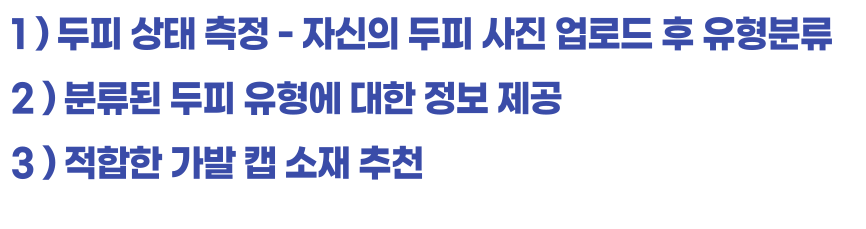 1 ) 두피 상태 측정 - 자신의 두피 사진 업로드 후 유형분류
2 ) 분류된 두피 유형에 대한 정보 제공
3 ) 적합한 가발 캡 소재 추천